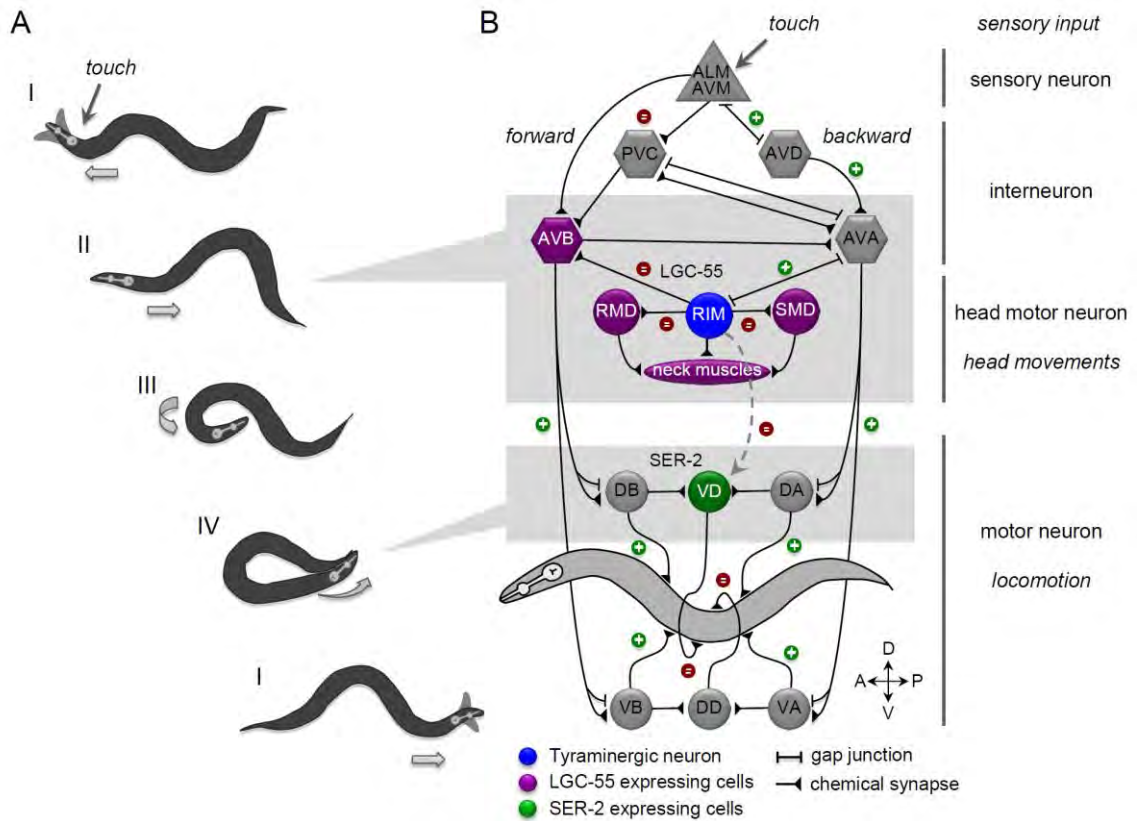 A
I
touch
II
III
IV
I
B
touch
sensory input
ALM
AVM
sensory neuron
forward
=
+
backward
PVC
AVD
+
interneuron
AVB
AVA
=
LGC-55
+
RMD
=
RIM
=
SMD
head motor neuron
neck muscles
head movements
+
=
+
SER-2
DB
VD
DA
motor neuron
+
=
+
locomotion
+
=
+
D
A
P
V
VB
DD
VA
Tyraminergic neuron
LGC-55 expressing cells
SER-2 expressing cells
gap junction
chemical synapse